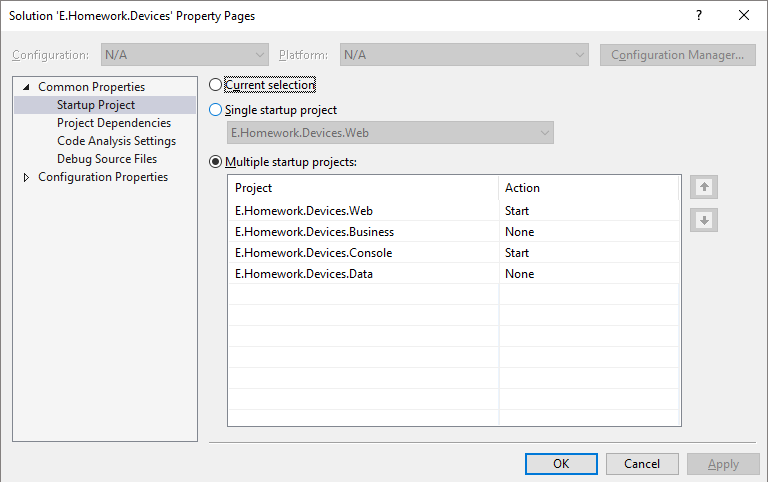 Solution 'E.Homework.Devices' Property Pages
?
Configuration: N/A Platform: N/A Configuration Manager...
Common Properties
Startup Project
Project Dependencies
Code Analysis Settings
Debug Source Files
Configuration Properties
Current selection
Single startup project
E.Homework.Devices.Web
Multiple startup projects:
Project Action
E.Homework.Devices.Web Start
E.Homework.Devices.Business None
E.Homework.Devices.Console Start
E.Homework.Devices.Data None
OK Cancel Apply